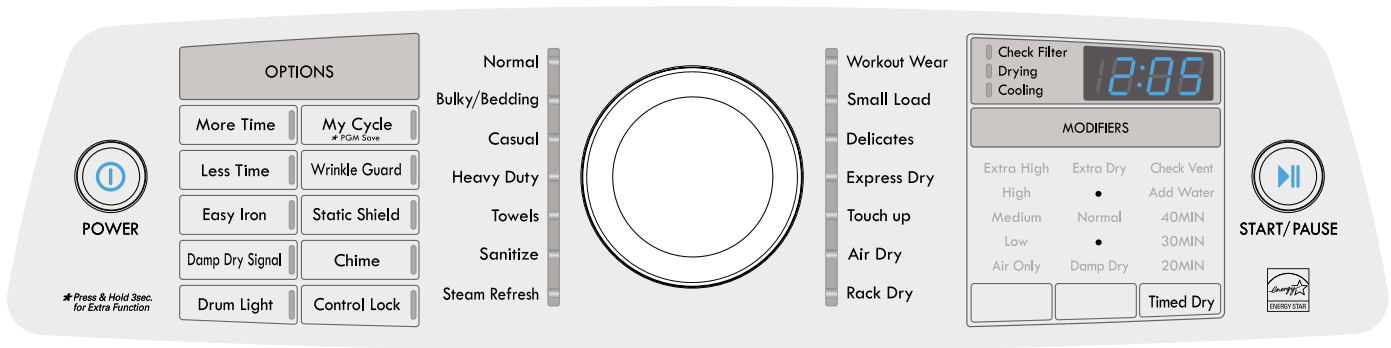 POWER
* Press & Hold 3sec.
for Extra Function
OPTIONS
More Time
My Cycle
* PGM Save
Less Time
Wrinkle Guard
Easy Iron
Static Shield
Damp Dry Signal
Chime
Drum Light
Control Lock
Normal
Bulky/Bedding
Casual
Heavy Duty
Towels
Sanitize
Steam Refresh
Workout Wear
Small Load
Delicates
Express Dry
Touch up
Air Dry
Rack Dry
Check Filter
Drying
Cooling
2:05
MODIFIERS
Extra High
Extra Dry
Check Vent
High
•
Add Water
Medium
Normal
40MIN
Low
•
30MIN
Air Only
Damp Dry
20MIN
Timed Dry
START/PAUSE
energy
ENERGY STAR